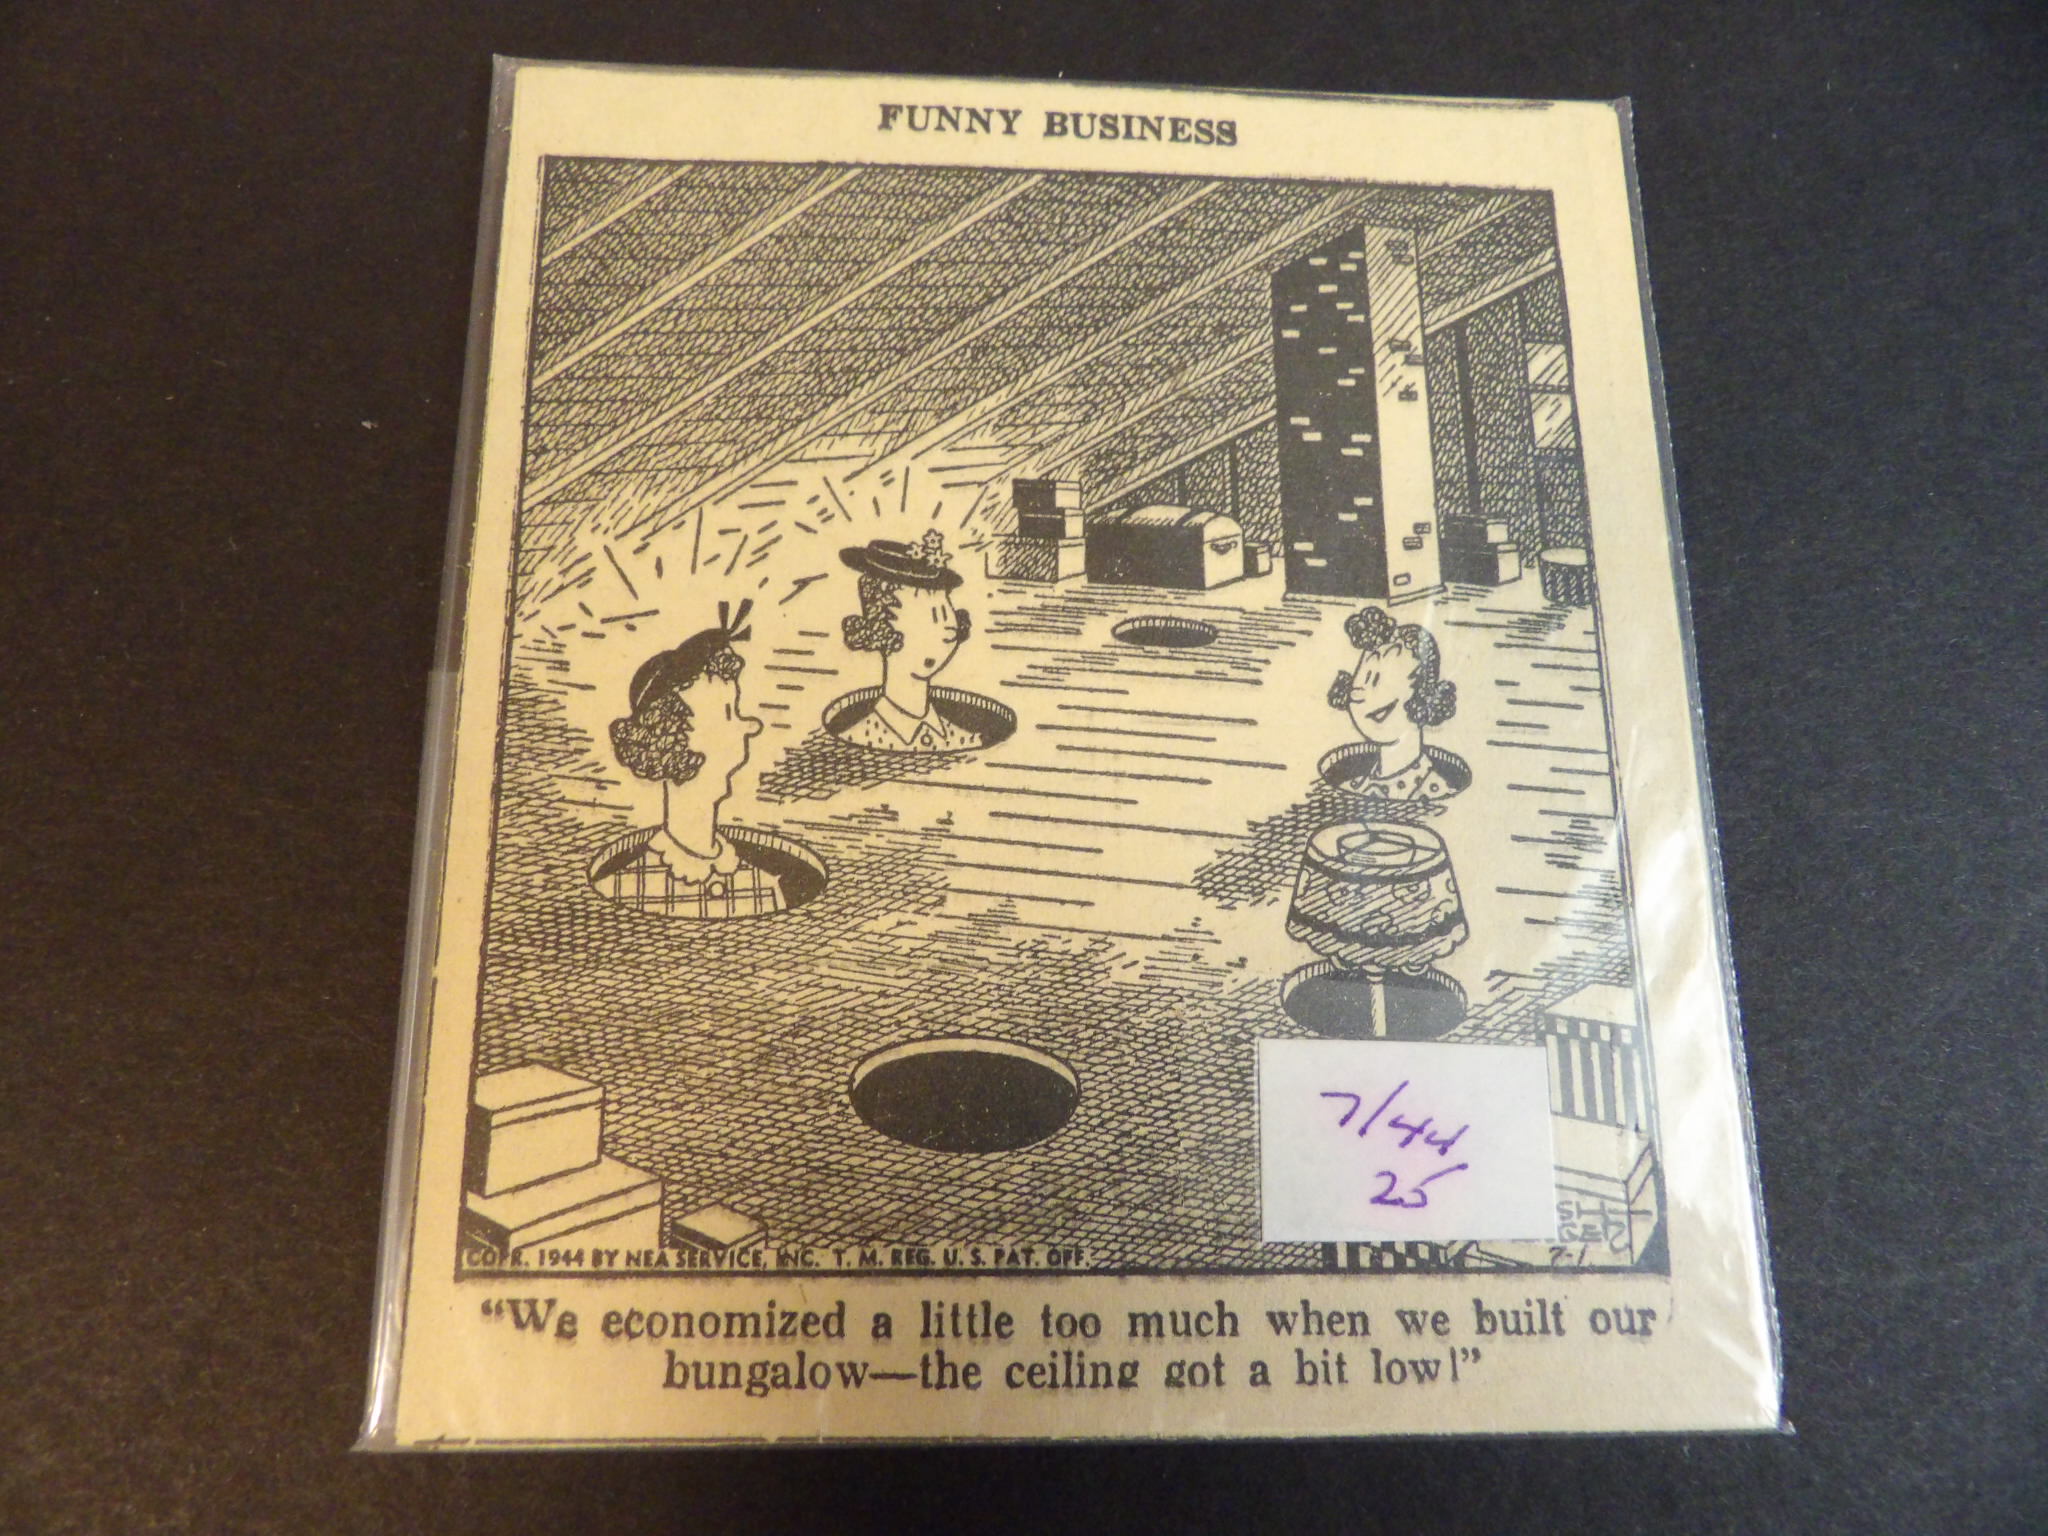 FUNNY BUSINESS
7/44
25
COPR. 1944 BY NEA SERVICE, INC. T. M. REG. U. S. PAT. OFF.
7-1
“We economized a little too much when we built our
bungalow—the ceiling got a bit low!”